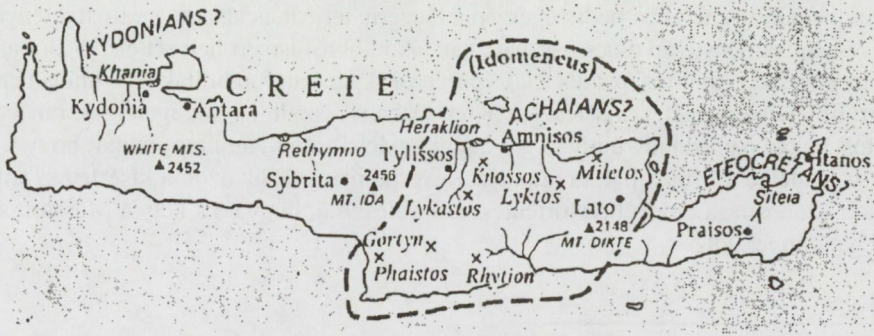 KYDONIANS?
Khania
Kydonia
Aptara
CRETE
(Idomeneus)
ACHAIANS?
Heraklion
Amnisos
WHITE MTS.
2452
Rethymno
Tylissos
Knossos
Miletos
ETEOCRETANS?
Itanos
Sybrita
2456
MT. IDA
Lykastos
Lyktos
Siteia
Lato
2148
MT. DIKTE
Praisos
Gortyn
Phaistos
Rhytion